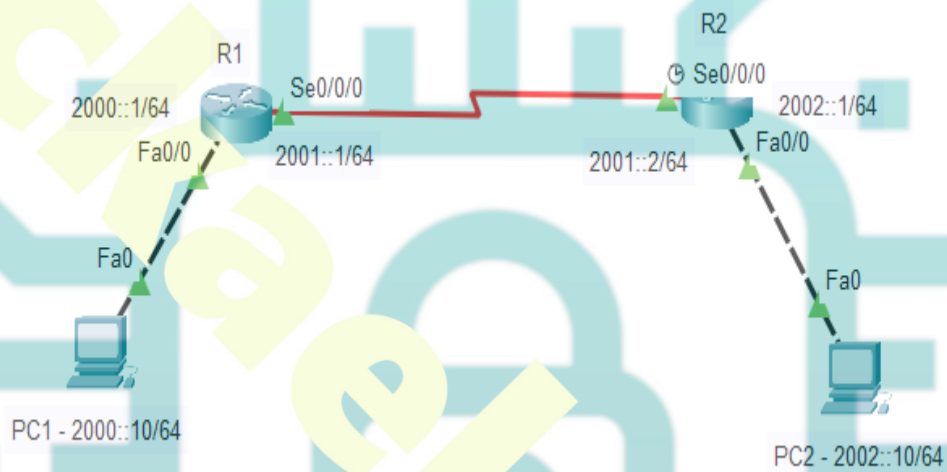 R1
R2
Se0/0/0
Se0/0/0
2000::1/64
2002::1/64
Fa0/0
2001::1/64
2001::2/64
Fa0/0
Fa0
Fa0
PC1 - 2000::10/64
PC2 - 2002::10/64
ckael